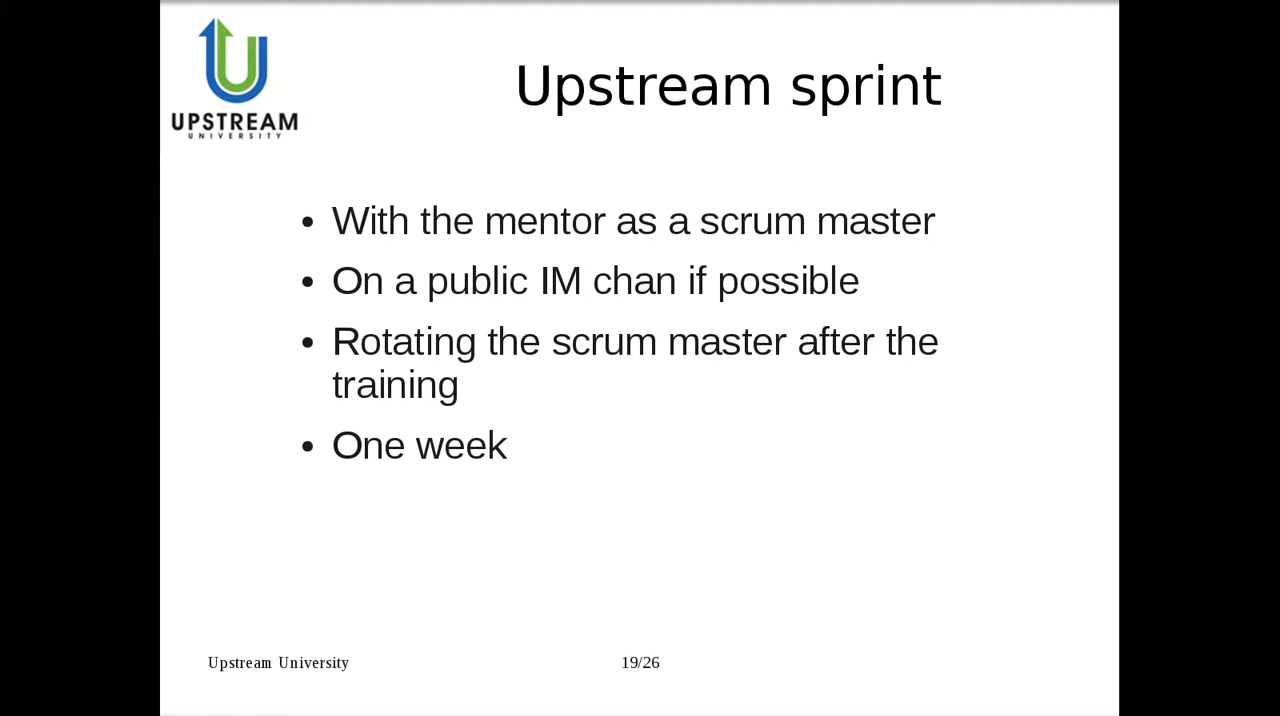 UPSTREAM
UNIVERSITY
Upstream sprint
• With the mentor as a scrum master
• On a public IM chan if possible
• Rotating the scrum master after the
training
• One week
Upstream University
19/26